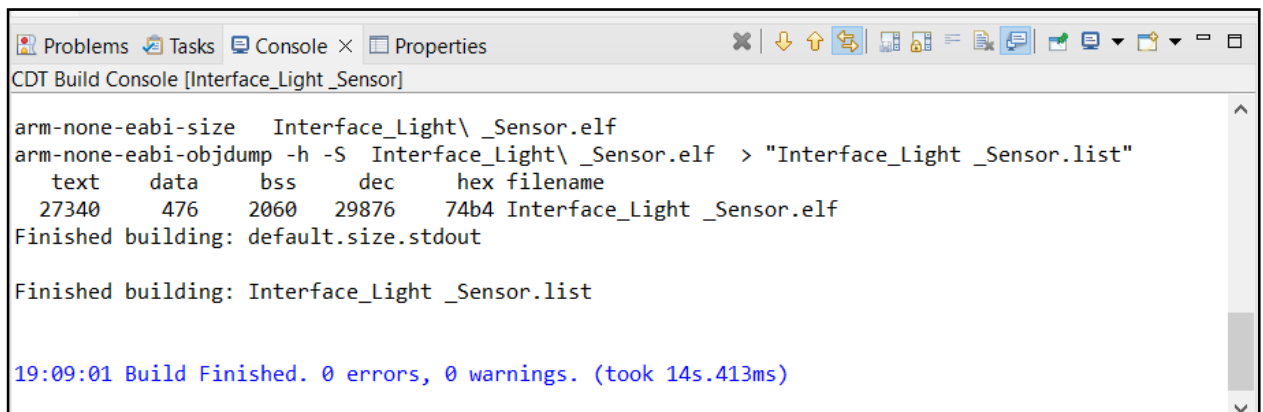 Problems Tasks Console × Properties
CDT Build Console [Interface_Light _Sensor]
arm-none-eabi-size   Interface_Light\ _Sensor.elf
arm-none-eabi-objdump -h -S  Interface_Light\ _Sensor.elf  > "Interface_Light _Sensor.list"
   text    data     bss     dec     hex filename
  27340     476    2060   29876    74b4 Interface_Light _Sensor.elf
Finished building: default.size.stdout
Finished building: Interface_Light _Sensor.list
19:09:01 Build Finished. 0 errors, 0 warnings. (took 14s.413ms)